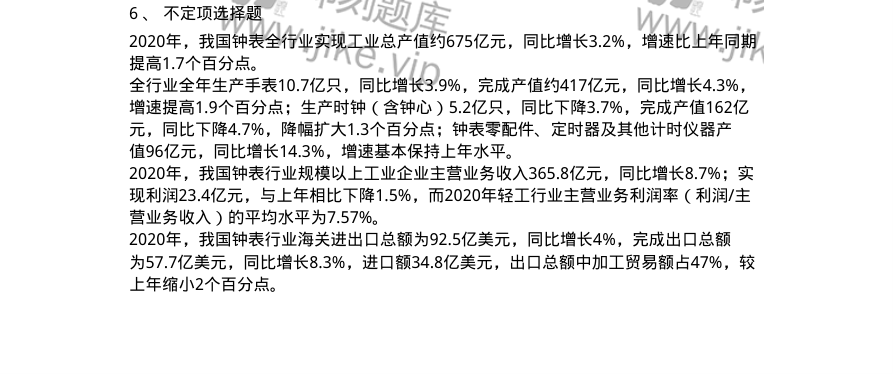 刻题库
www.jike.vip
www.jik
6 、 不定项选择题
2020年，我国钟表全行业实现工业总产值约675亿元，同比增长3.2%，增速比上年同期
提高1.7个百分点。
全行业全年生产手表10.7亿只，同比增长3.9%，完成产值约417亿元，同比增长4.3%，
增速提高1.9个百分点；生产时钟（含钟心）5.2亿只，同比下降3.7%，完成产值162亿
元，同比下降4.7%，降幅扩大1.3个百分点；钟表零配件、定时器及其他计时仪器产
值96亿元，同比增长14.3%，增速基本保持上年水平。
2020年，我国钟表行业规模以上工业企业主营业务收入365.8亿元，同比增长8.7%；实
现利润23.4亿元，与上年相比下降1.5%，而2020年轻工行业主营业务利润率（利润/主
营业务收入）的平均水平为7.57%。
2020年，我国钟表行业海关进出口总额为92.5亿美元，同比增长4%，完成出口总额
为57.7亿美元，同比增长8.3%，进口额34.8亿美元，出口总额中加工贸易额占47%，较
上年缩小2个百分点。